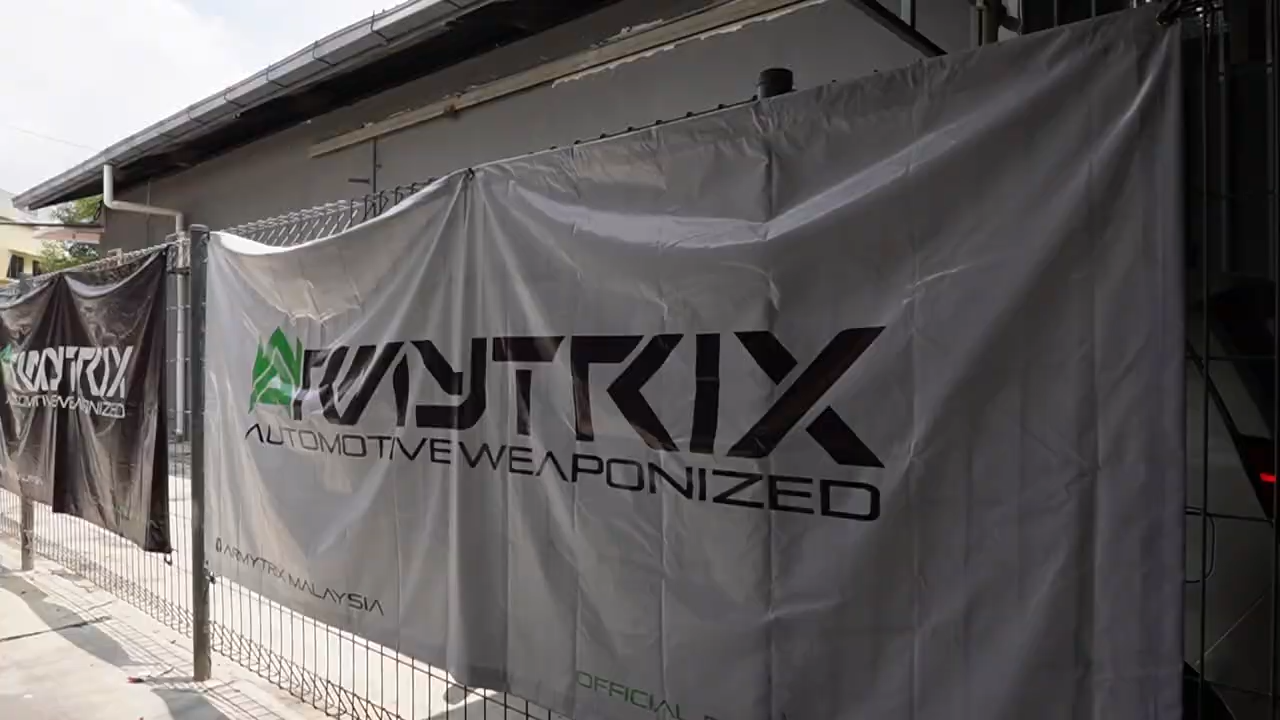 ARMYTRIX
AUTOMOTIVE WEAPONIZED
ARMYTRIX MALAYSIA
OFFICIAL
ARMYTRIX
AUTOMOTIVE WEAPONIZED